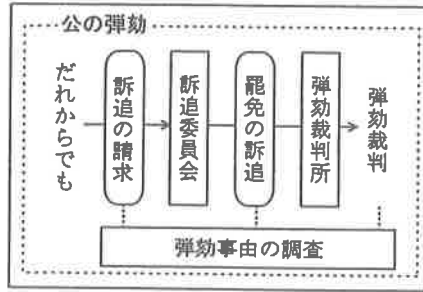 公の弾劾
だれからでも
訴追の請求
訴追委員会
罷免の訴追
弾劾裁判所
弾劾裁判
弾劾事由の調査